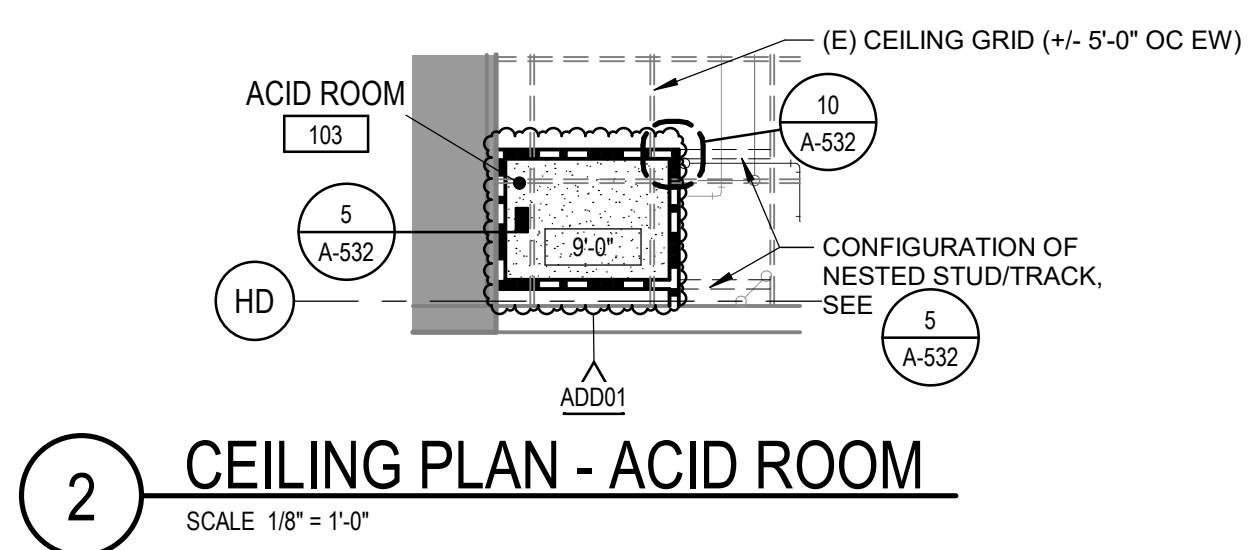 (E) CEILING GRID (+/- 5'-0" OC EW)
ACID ROOM
103
10
A-532
5
A-532
9'-0"
CONFIGURATION OF
NESTED STUD/TRACK,
SEE
5
A-532
HD
ADD01
2
CEILING PLAN - ACID ROOM
SCALE 1/8" = 1'-0"